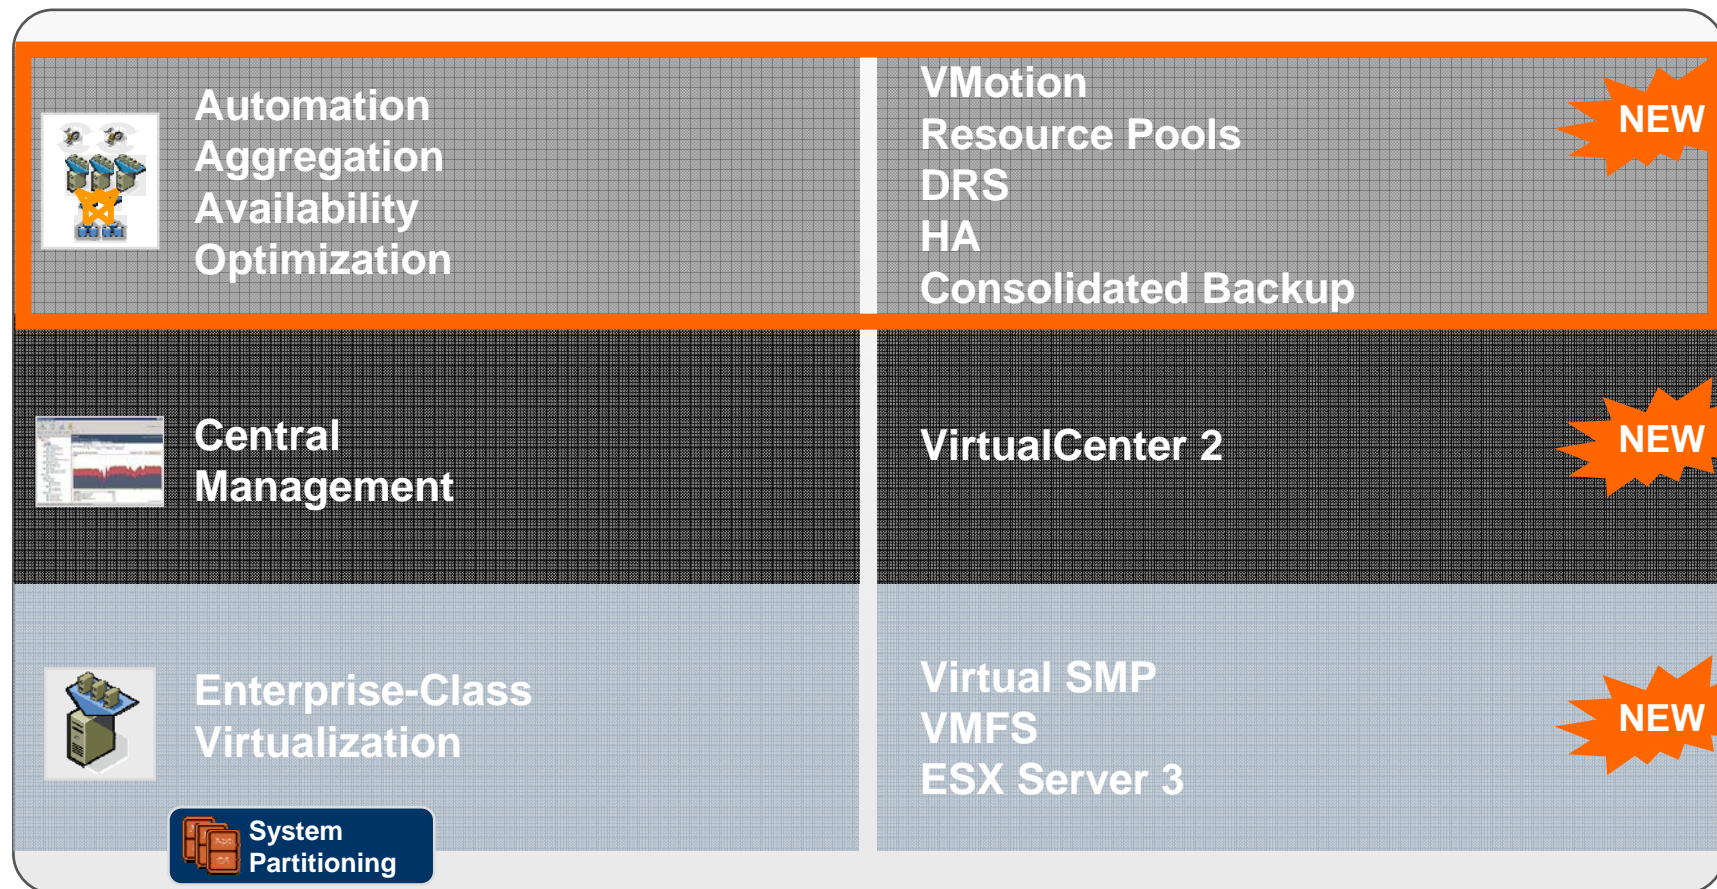 Automation
Aggregation
Availability
Optimization
VMotion
Resource Pools
DRS
HA
Consolidated Backup
NEW
Central
Management
VirtualCenter 2
NEW
Enterprise-Class
Virtualization
Virtual SMP
VMFS
ESX Server 3
NEW
System
Partitioning